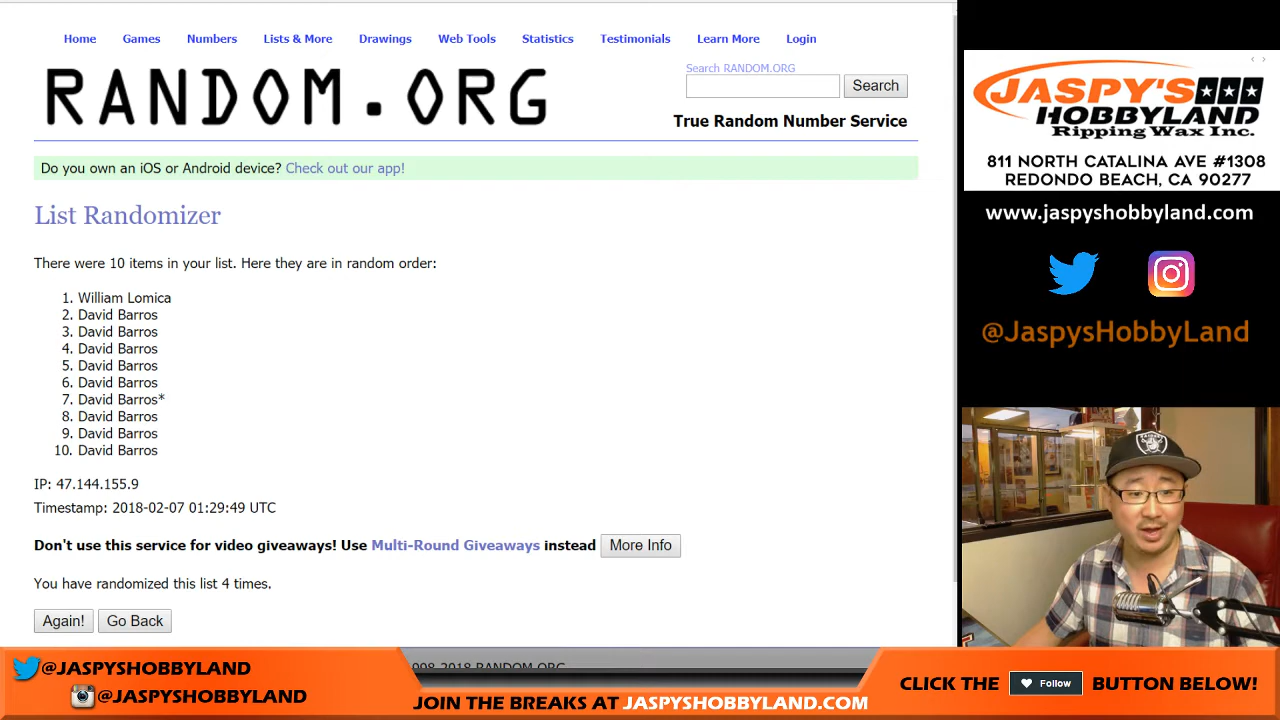 Home Games Numbers Lists & More Drawings Web Tools Statistics Testimonials Learn More Login
RANDOM.ORG
Search RANDOM.ORG
Search
True Random Number Service
Do you own an iOS or Android device? Check out our app!
List Randomizer
There were 10 items in your list. Here they are in random order:
1. William Lomica
2. David Barros
3. David Barros
4. David Barros
5. David Barros
6. David Barros
7. David Barros*
8. David Barros
9. David Barros
10. David Barros
IP: 47.144.155.9
Timestamp: 2018-02-07 01:29:49 UTC
Don't use this service for video giveaways! Use Multi-Round Giveaways instead More Info
You have randomized this list 4 times.
Again! Go Back
998-2018 RANDOM.ORG
JASPY'S
HOBBYLAND
Ripping Wax Inc.
811 NORTH CATALINA AVE #1308
REDONDO BEACH, CA 90277
www.jaspyshobbyland.com
@JaspysHobbyLand
@JASPYSHOBBYLAND
@JASPYSHOBBYLAND
JOIN THE BREAKS AT JASPYSHOBBYLAND.COM
CLICK THE Follow BUTTON BELOW!